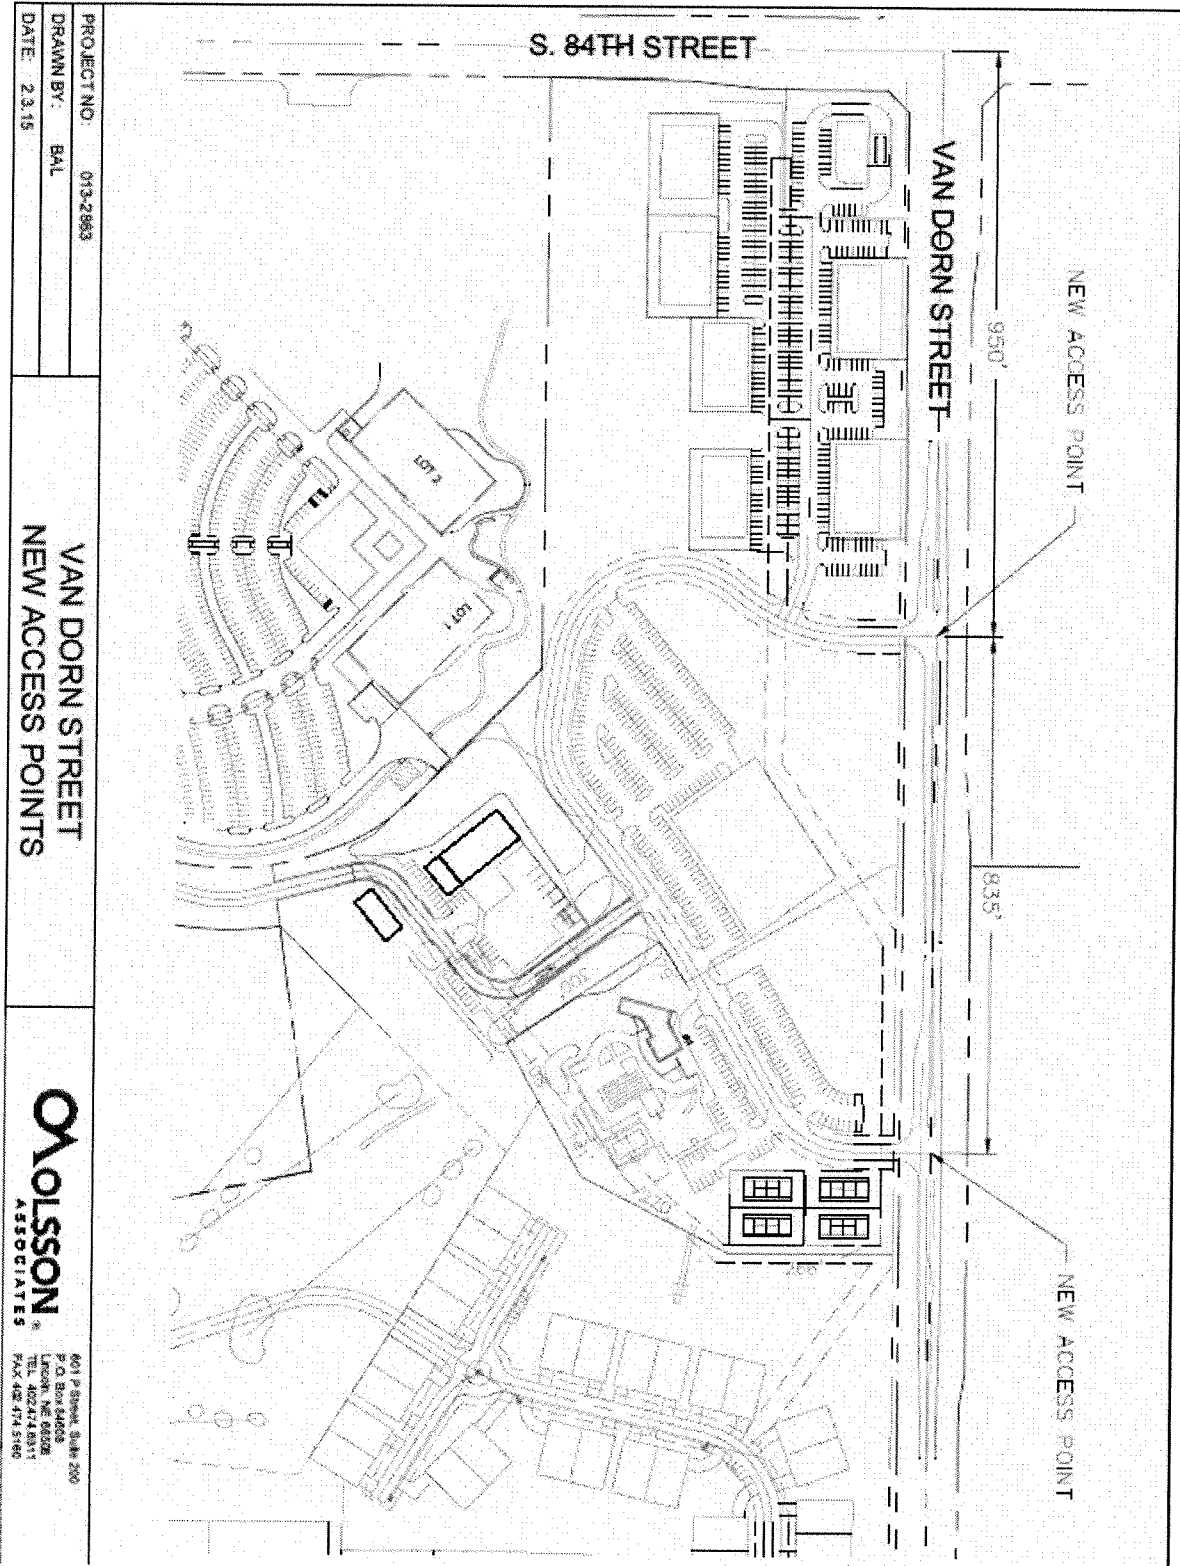 S. 84TH STREET
VAN DORN STREET
NEW ACCESS POINT
950'
835'
NEW ACCESS POINT
LOT 2
LOT 1
300'
PROJECT NO: 013-2863
DRAWN BY: BAL
DATE: 2.3.15
VAN DORN STREET
NEW ACCESS POINTS
OLSSON ®
ASSOCIATES
601 P Street, Suite 200
P.O. Box 84608
Lincoln, NE 68508
TEL 402.474.6311
FAX 402.474.5160